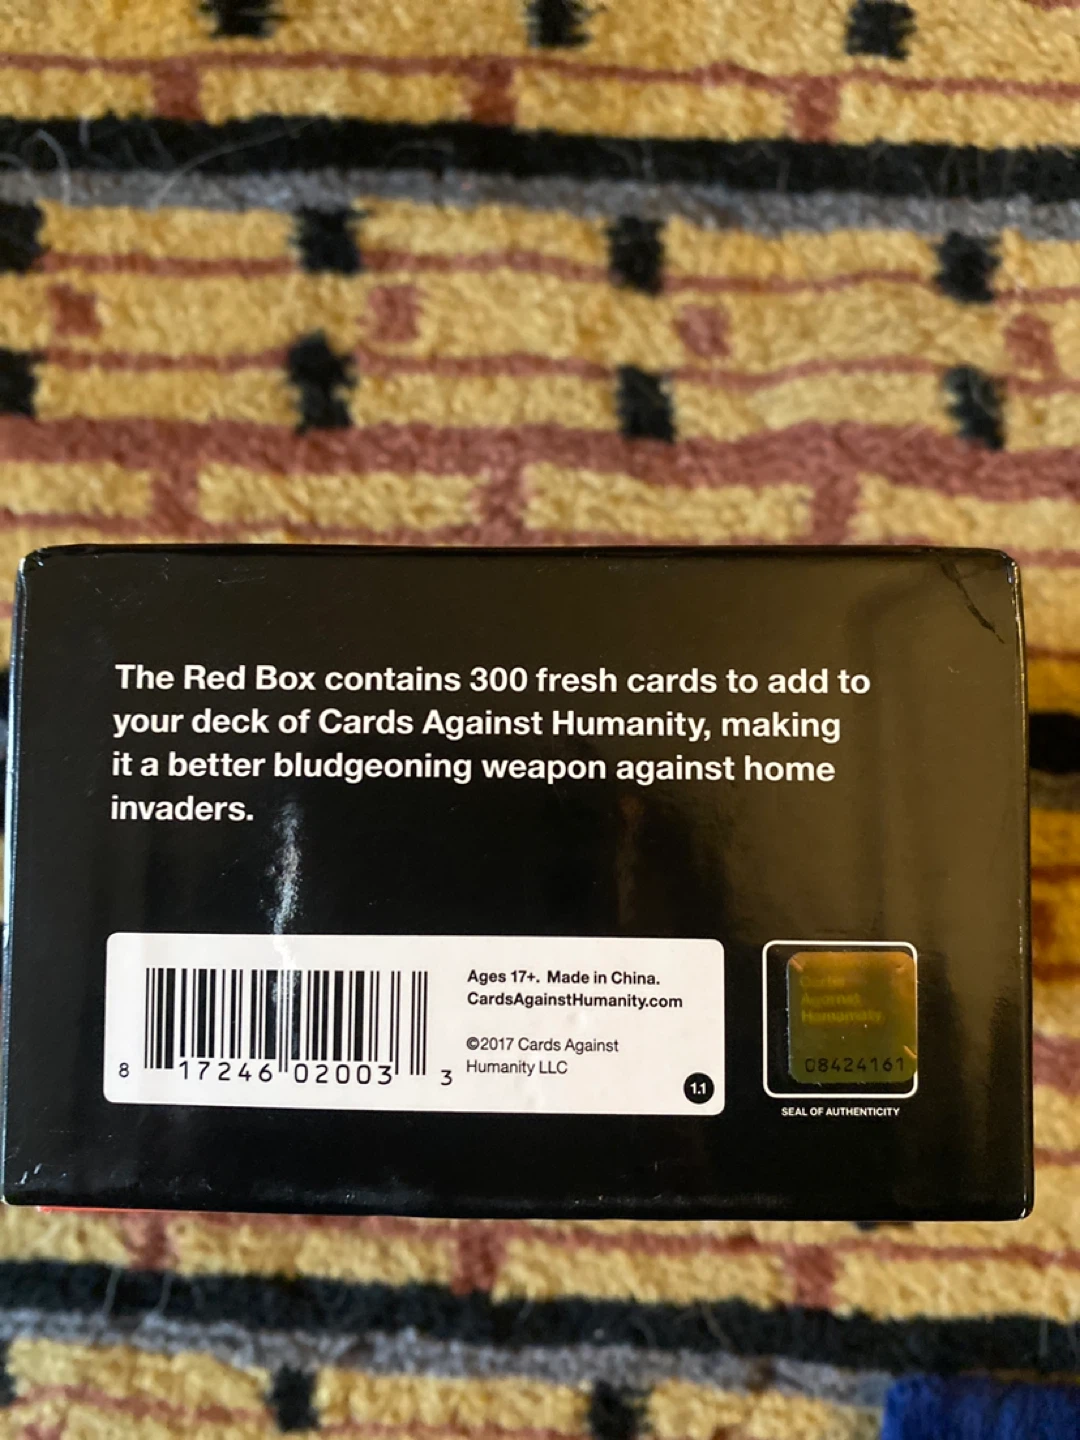 The Red Box contains 300 fresh cards to add to
your deck of Cards Against Humanity, making
it a better bludgeoning weapon against home
invaders.
8 17246 02003 3
Ages 17+. Made in China.
CardsAgainstHumanity.com
©2017 Cards Against
Humanity LLC
1.1
Against
08424161
SEAL OF AUTHENTICITY